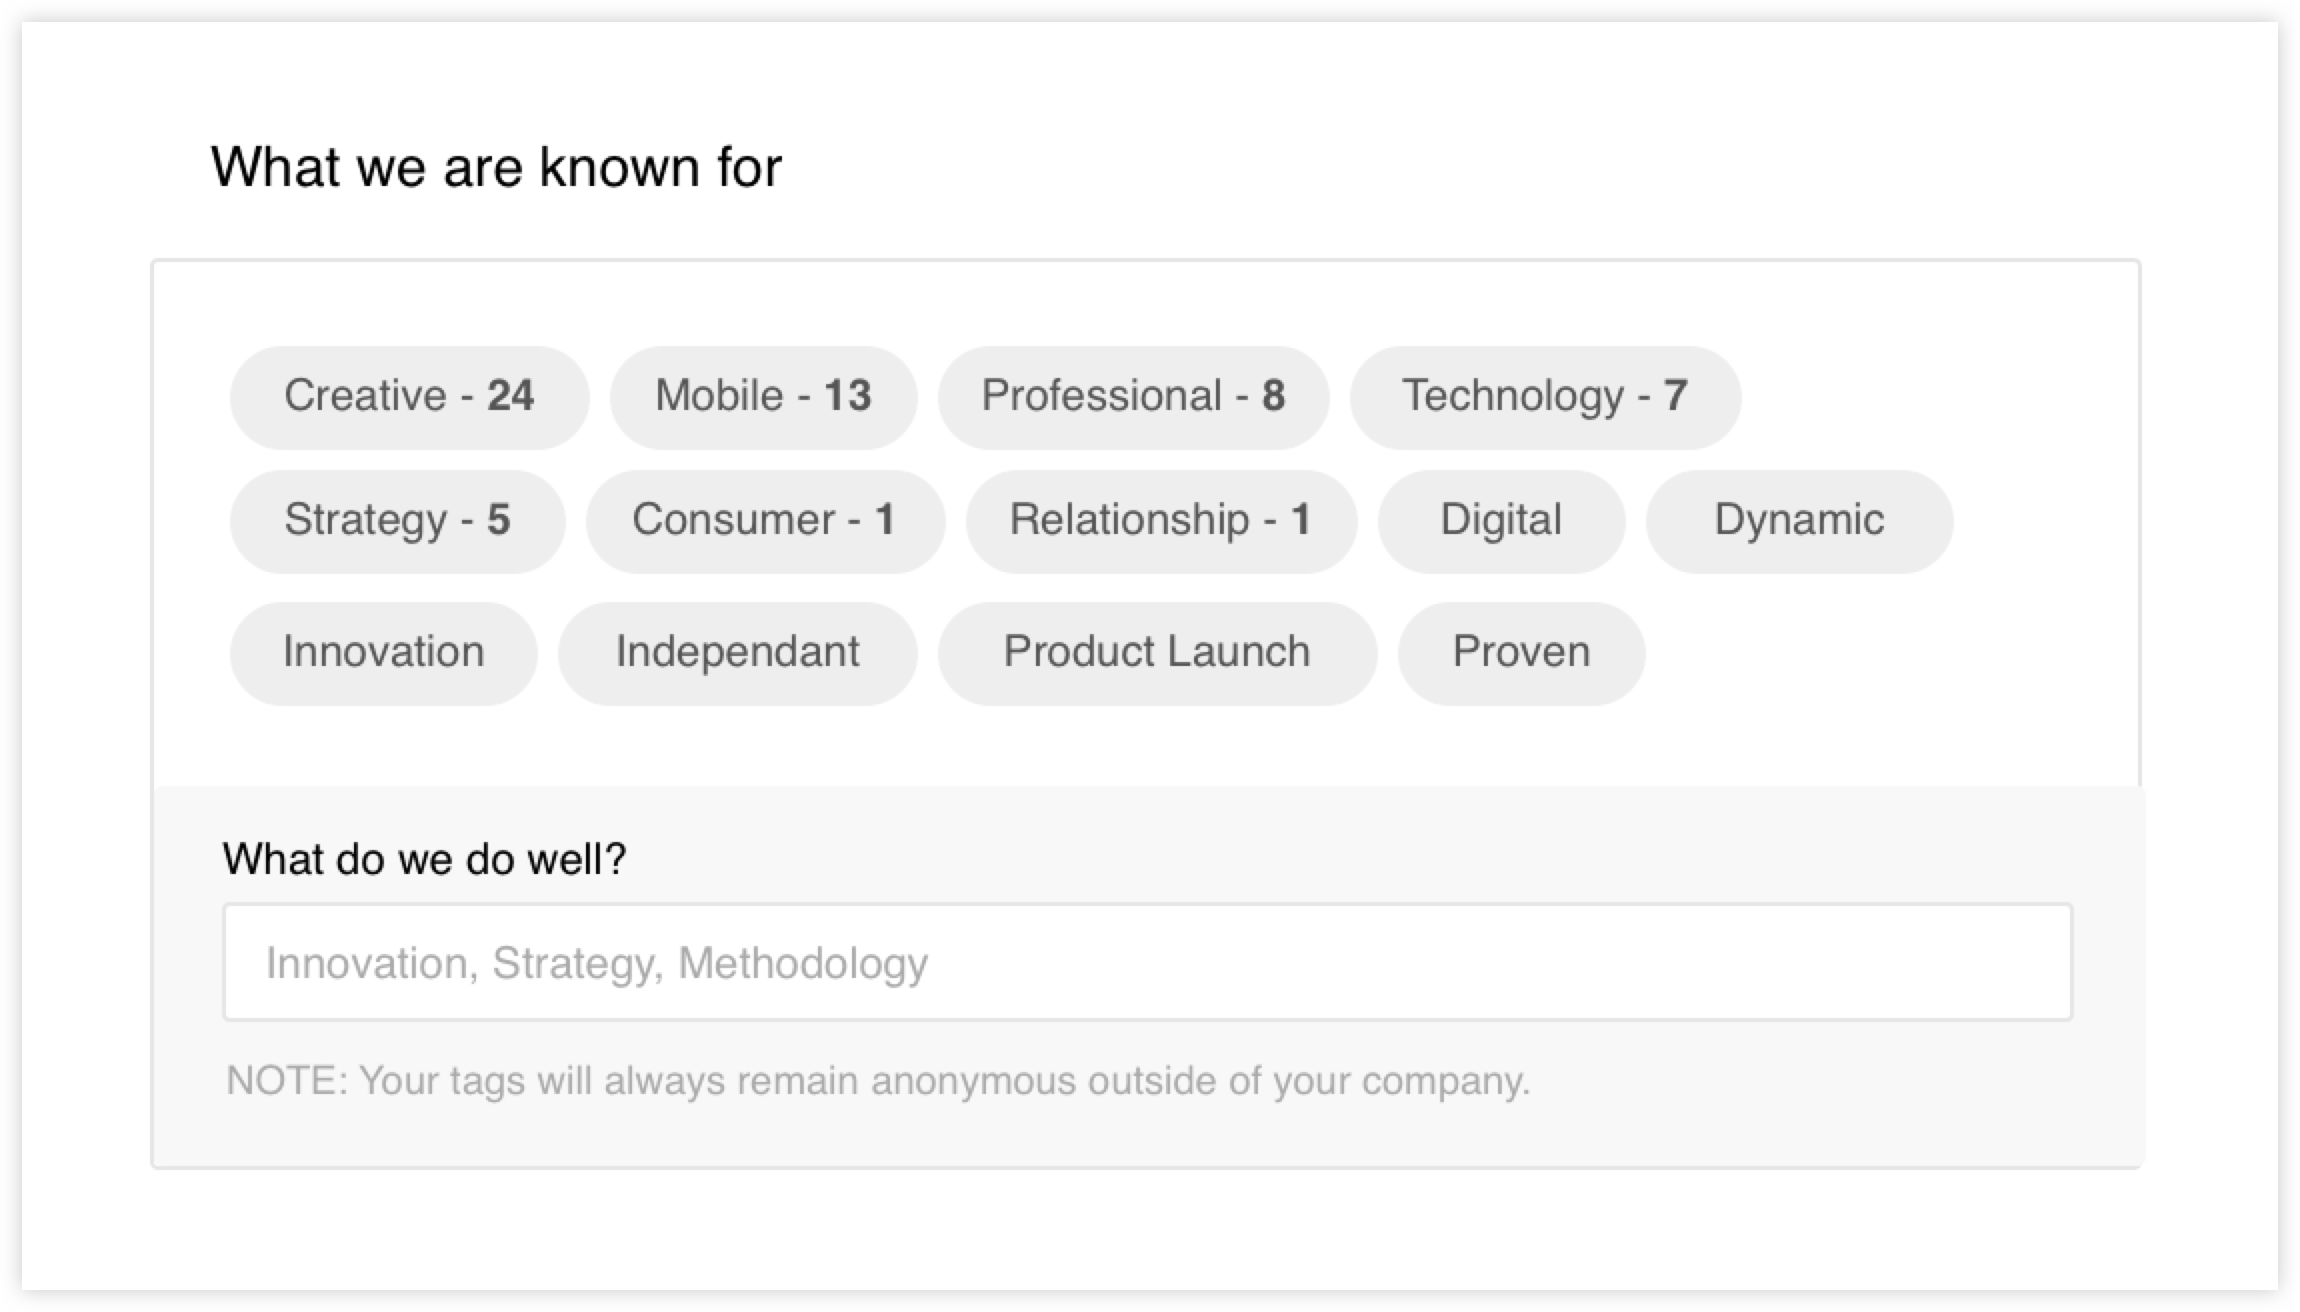 What we are known for
Creative - 24 Mobile - 13 Professional - 8 Technology - 7
Strategy - 5 Consumer - 1 Relationship - 1 Digital Dynamic
Innovation Independant Product Launch Proven
What do we do well?
Innovation, Strategy, Methodology
NOTE: Your tags will always remain anonymous outside of your company.